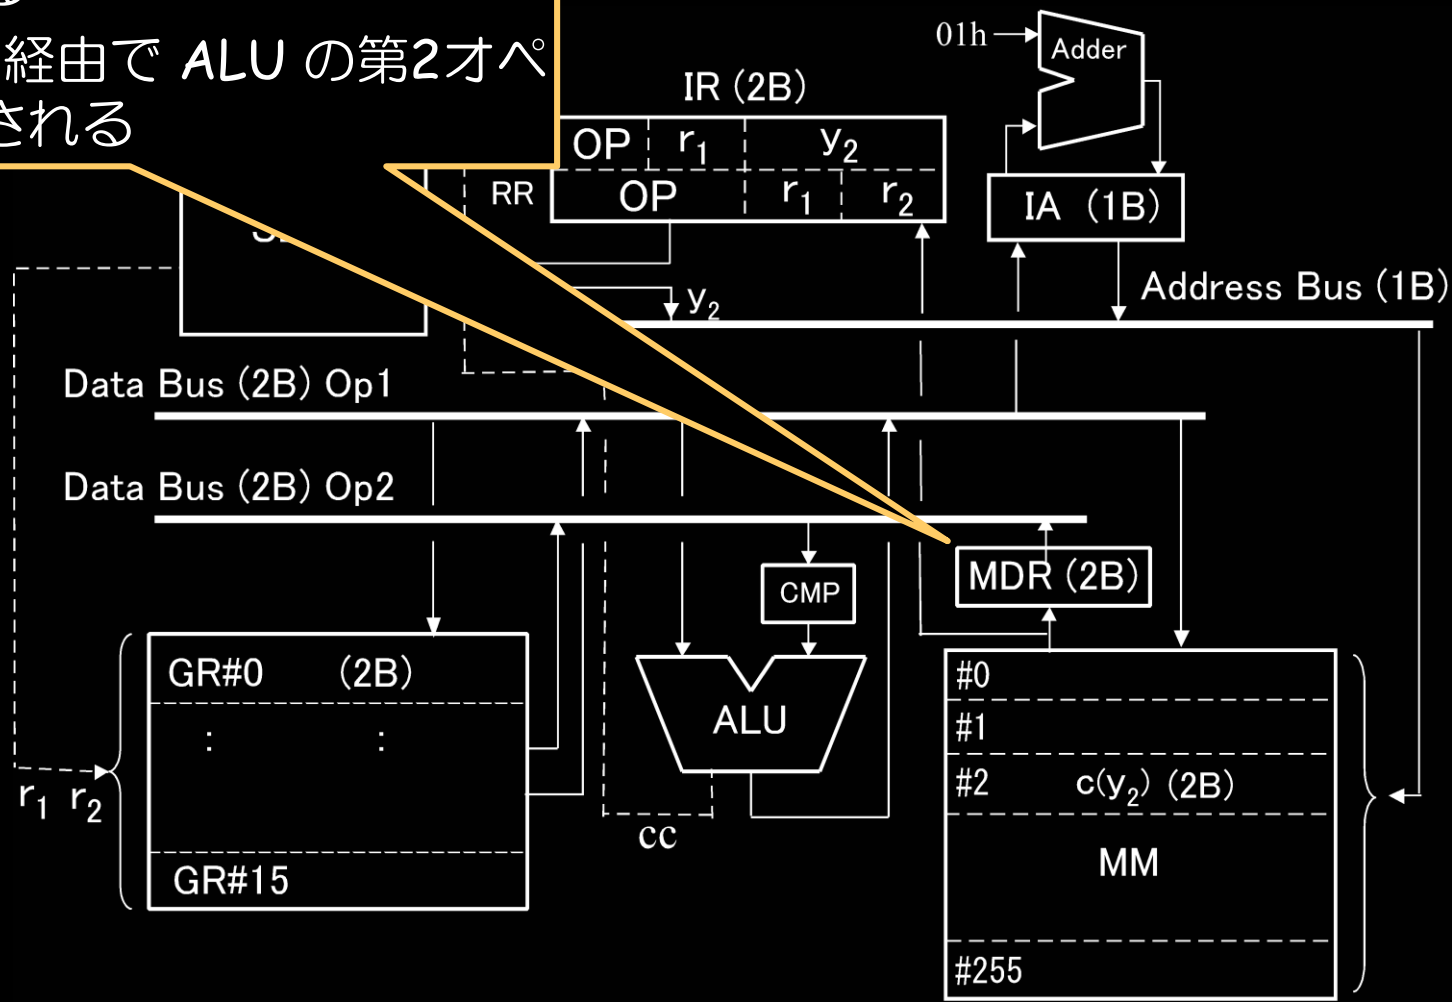 経由で ALU の第2オペ
される
IR (2B)
01h
Adder
OP r1 y2
RR OP r1 r2
IA (1B)
Address Bus (1B)
y2
Data Bus (2B) Op1
Data Bus (2B) Op2
MDR (2B)
CMP
GR#0 (2B)
: :
GR#15
r1 r2
ALU
cc
#0
#1
#2 c(y2) (2B)
MM
#255